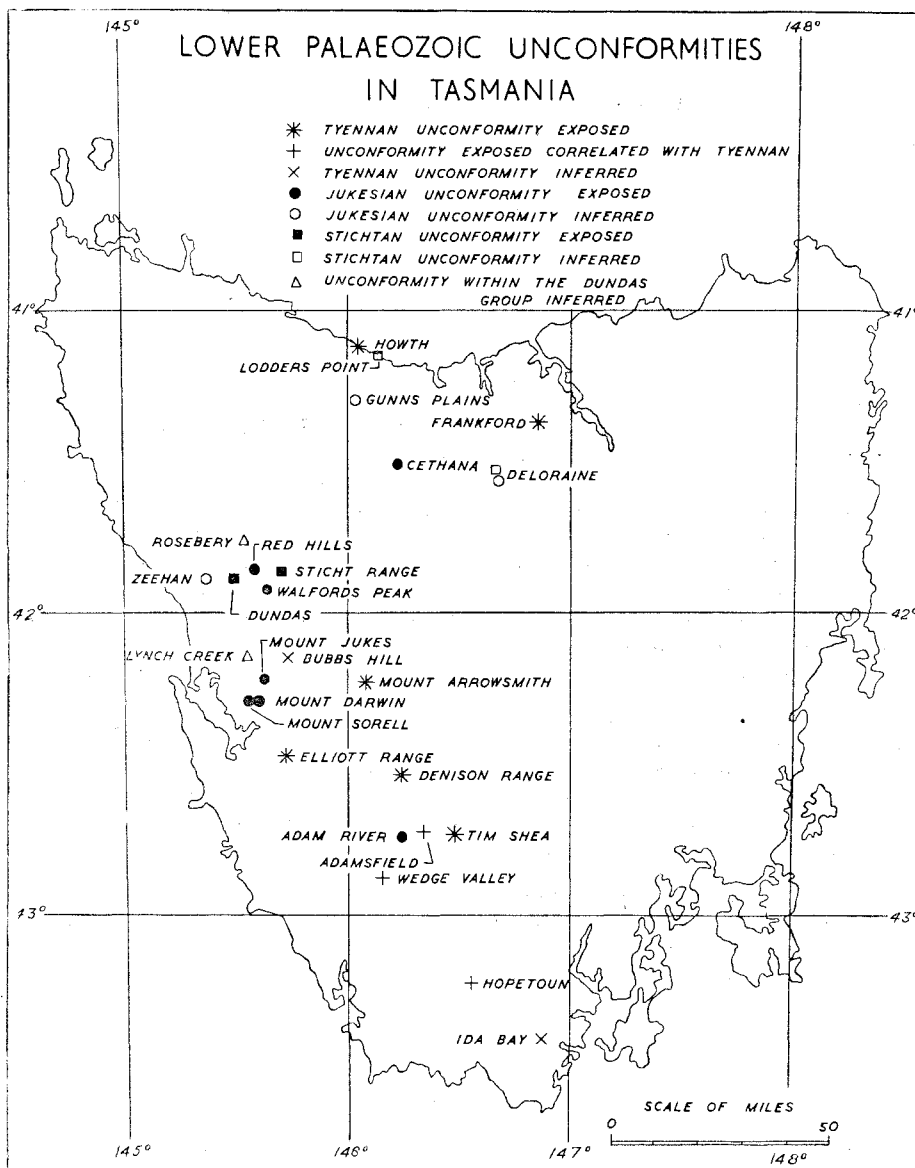 145°
148°
LOWER PALAEOZOIC UNCONFORMITIES
IN TASMANIA
TYENNAN UNCONFORMITY EXPOSED
UNCONFORMITY EXPOSED CORRELATED WITH TYENNAN
TYENNAN UNCONFORMITY INFERRED
JUKESIAN UNCONFORMITY EXPOSED
JUKESIAN UNCONFORMITY INFERRED
STICHTAN UNCONFORMITY EXPOSED
STICHTAN UNCONFORMITY INFERRED
UNCONFORMITY WITHIN THE DUNDAS
GROUP INFERRED
41°
41°
HOWTH
LODDERS POINT
GUNNS PLAINS
FRANKFORD
CETHANA
DELORAINE
ROSEBERY
RED HILLS
ZEEHAN
STICHT RANGE
WALFORDS PEAK
42°
DUNDAS
42°
MOUNT JUKES
LYNCH CREEK
BUBBS HILL
MOUNT ARROWSMITH
MOUNT DARWIN
MOUNT SORELL
ELLIOTT RANGE
DENISON RANGE
ADAM RIVER
TIM SHEA
ADAMSFIELD
WEDGE VALLEY
43°
43°
HOPETOUN
IDA BAY
SCALE OF MILES
0
50
145°
146°
147°
148°